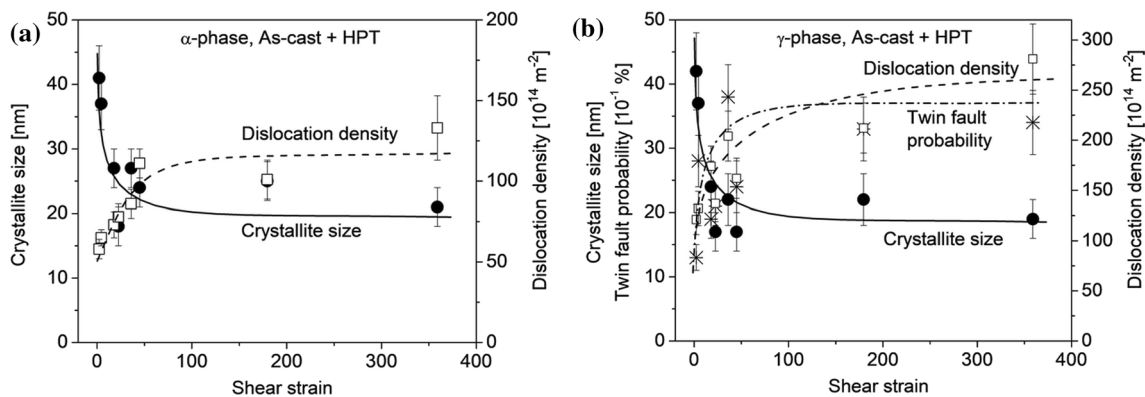 (a)
α-phase, As-cast + HPT
Crystallite size [nm]
50
40
30
20
10
0
Dislocation density
Crystallite size
200
150
100
50
0
Dislocation density [10¹⁴ m⁻²]
0 100 200 300 400
Shear strain
(b)
γ-phase, As-cast + HPT
Crystallite size [nm]
Twin fault probability [10⁻¹ %]
50
40
30
20
10
0
Dislocation density
Twin fault
probability
Crystallite size
300
250
200
150
100
50
0
Dislocation density [10¹⁴ m⁻²]
0 100 200 300 400
Shear strain